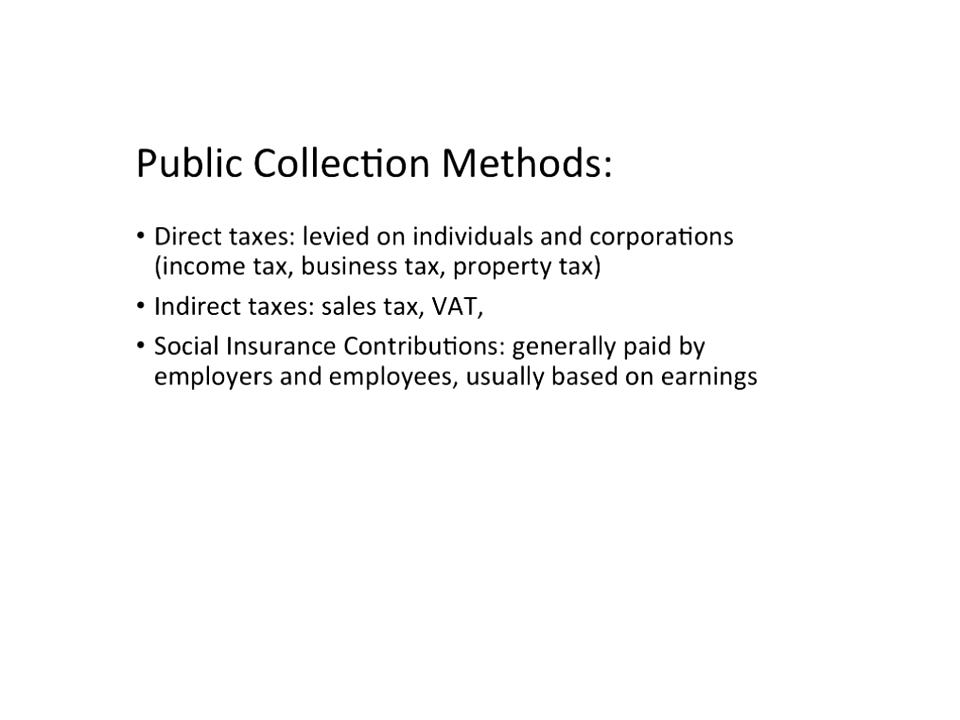 Public Collection Methods:
• Direct taxes: levied on individuals and corporations
(income tax, business tax, property tax)
• Indirect taxes: sales tax, VAT,
• Social Insurance Contributions: generally paid by
employers and employees, usually based on earnings